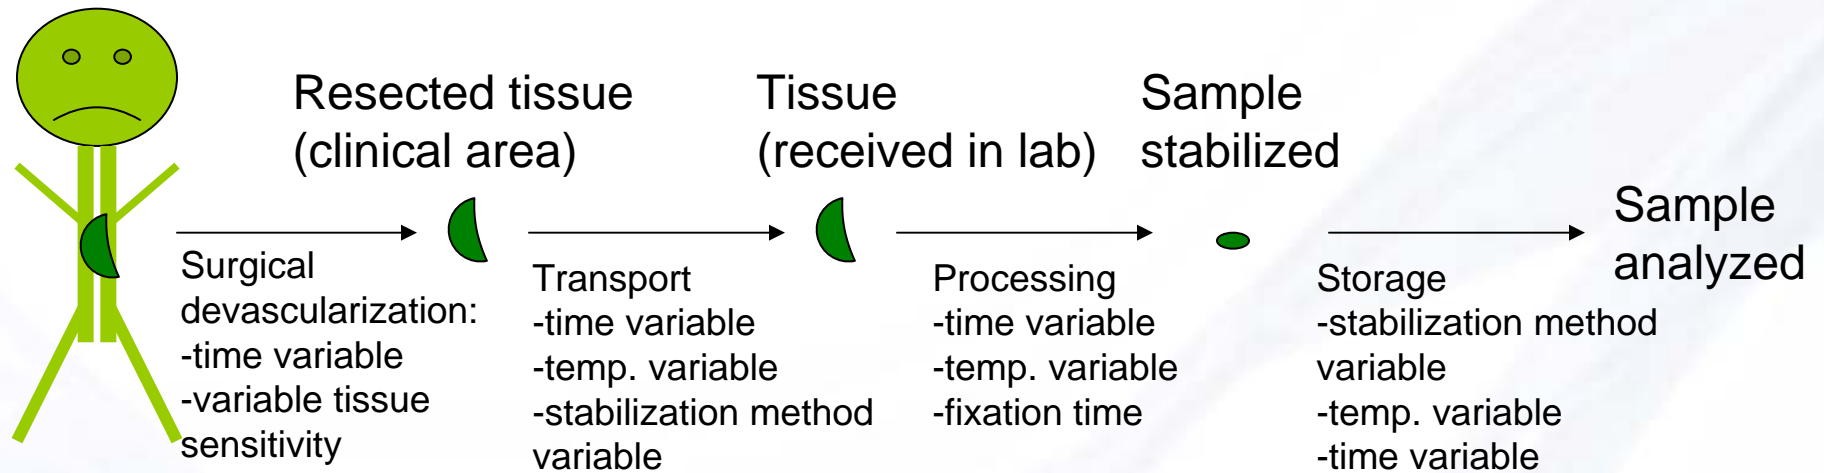 Resected tissue
(clinical area)
Tissue
(received in lab)
Sample
stabilized
Sample
analyzed
Surgical
devascularization:
-time variable
-variable tissue
sensitivity
Transport
-time variable
-temp. variable
-stabilization method
variable
Processing
-time variable
-temp. variable
-fixation time
Storage
-stabilization method
variable
-temp. variable
-time variable